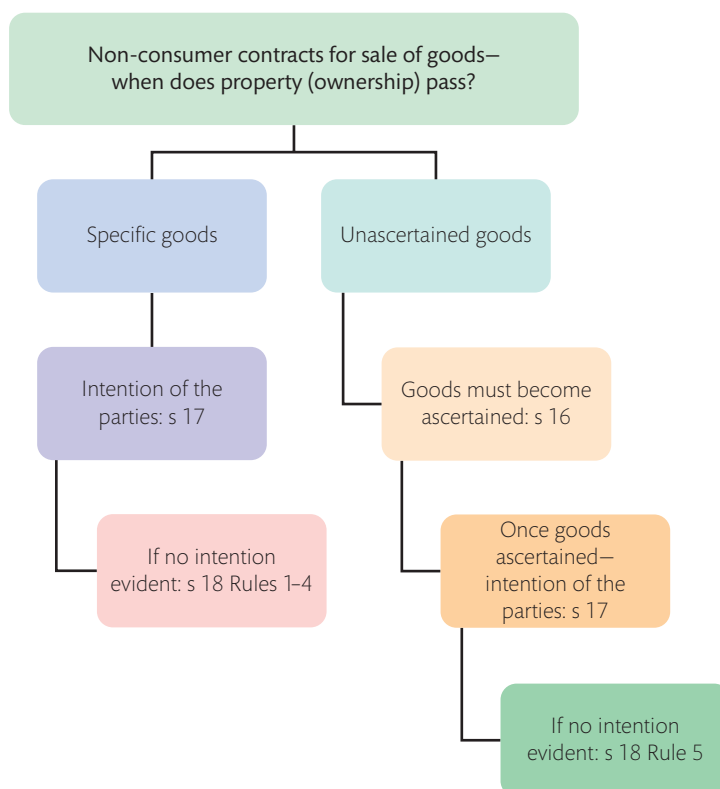 Non-consumer contracts for sale of goods—
when does property (ownership) pass?
Specific goods
Unascertained goods
Intention of the
parties: s 17
Goods must become
ascertained: s 16
If no intention
evident: s 18 Rules 1–4
Once goods
ascertained—
intention of the
parties: s 17
If no intention
evident: s 18 Rule 5